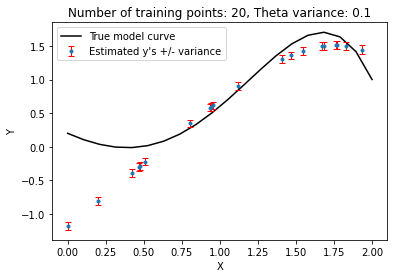 Number of training points: 20, Theta variance: 0.1
True model curve
Estimated y's +/- variance
Y
1.5
1.0
0.5
0.0
−0.5
−1.0
0.00 0.25 0.50 0.75 1.00 1.25 1.50 1.75 2.00
X